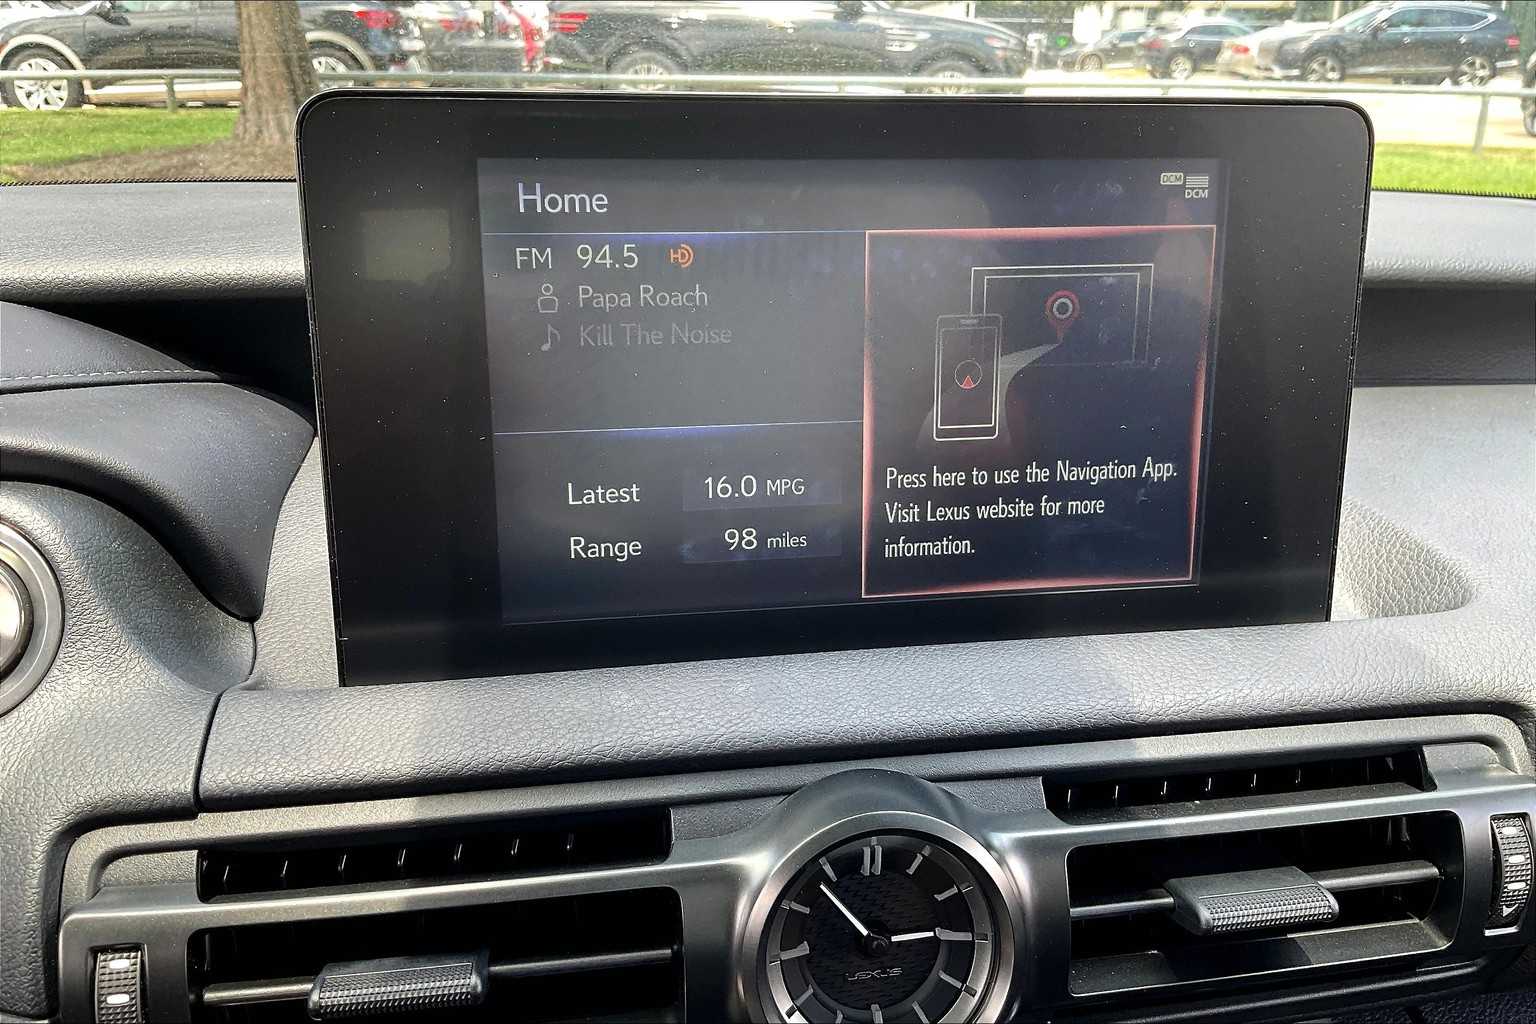 Home
DCM
DCM
FM 94.5 HD
Papa Roach
Kill The Noise
Latest 16.0 MPG
Range 98 miles
Press here to use the Navigation App.
Visit Lexus website for more
information.
LEXUS